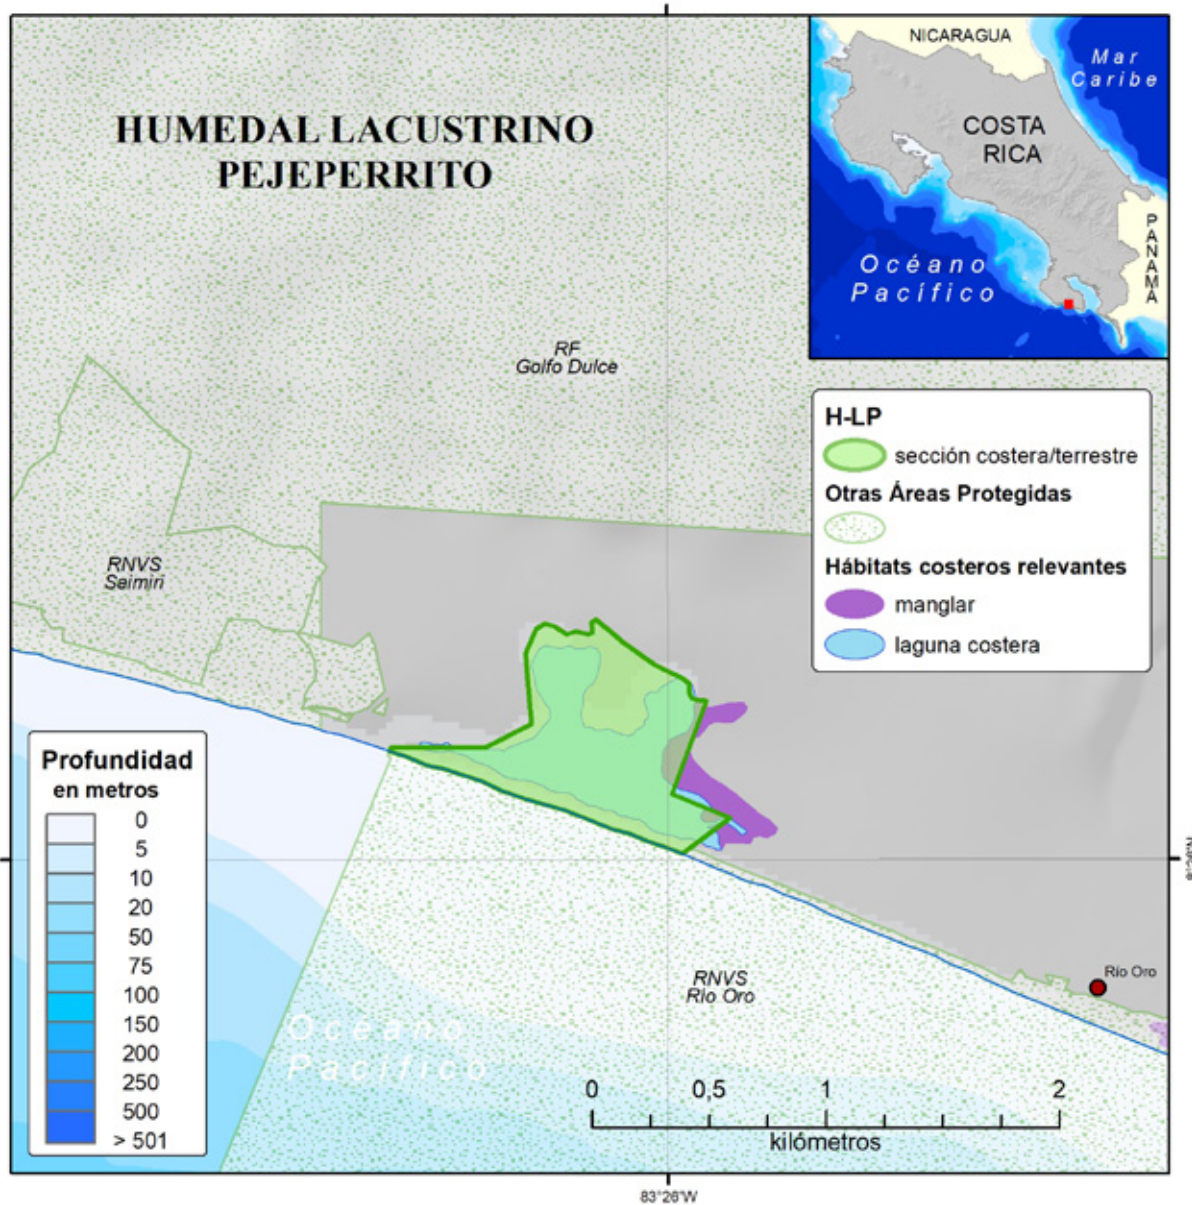 HUMEDAL LACUSTRINO
PEJEPERRITO
NICARAGUA
Mar
Caribe
COSTA
RICA
PANAMÁ
Océano
Pacífico
RF
Golfo Dulce
H-LP
sección costera/terrestre
Otras Áreas Protegidas
Hábitats costeros relevantes
manglar
laguna costera
RNVS
Saimiri
Profundidad
en metros
0
5
10
20
50
75
100
150
200
250
500
> 501
RNVS
Río Oro
Río Oro
Océano
Pacífico
0 0,5 1 2
kilómetros
83°26'W